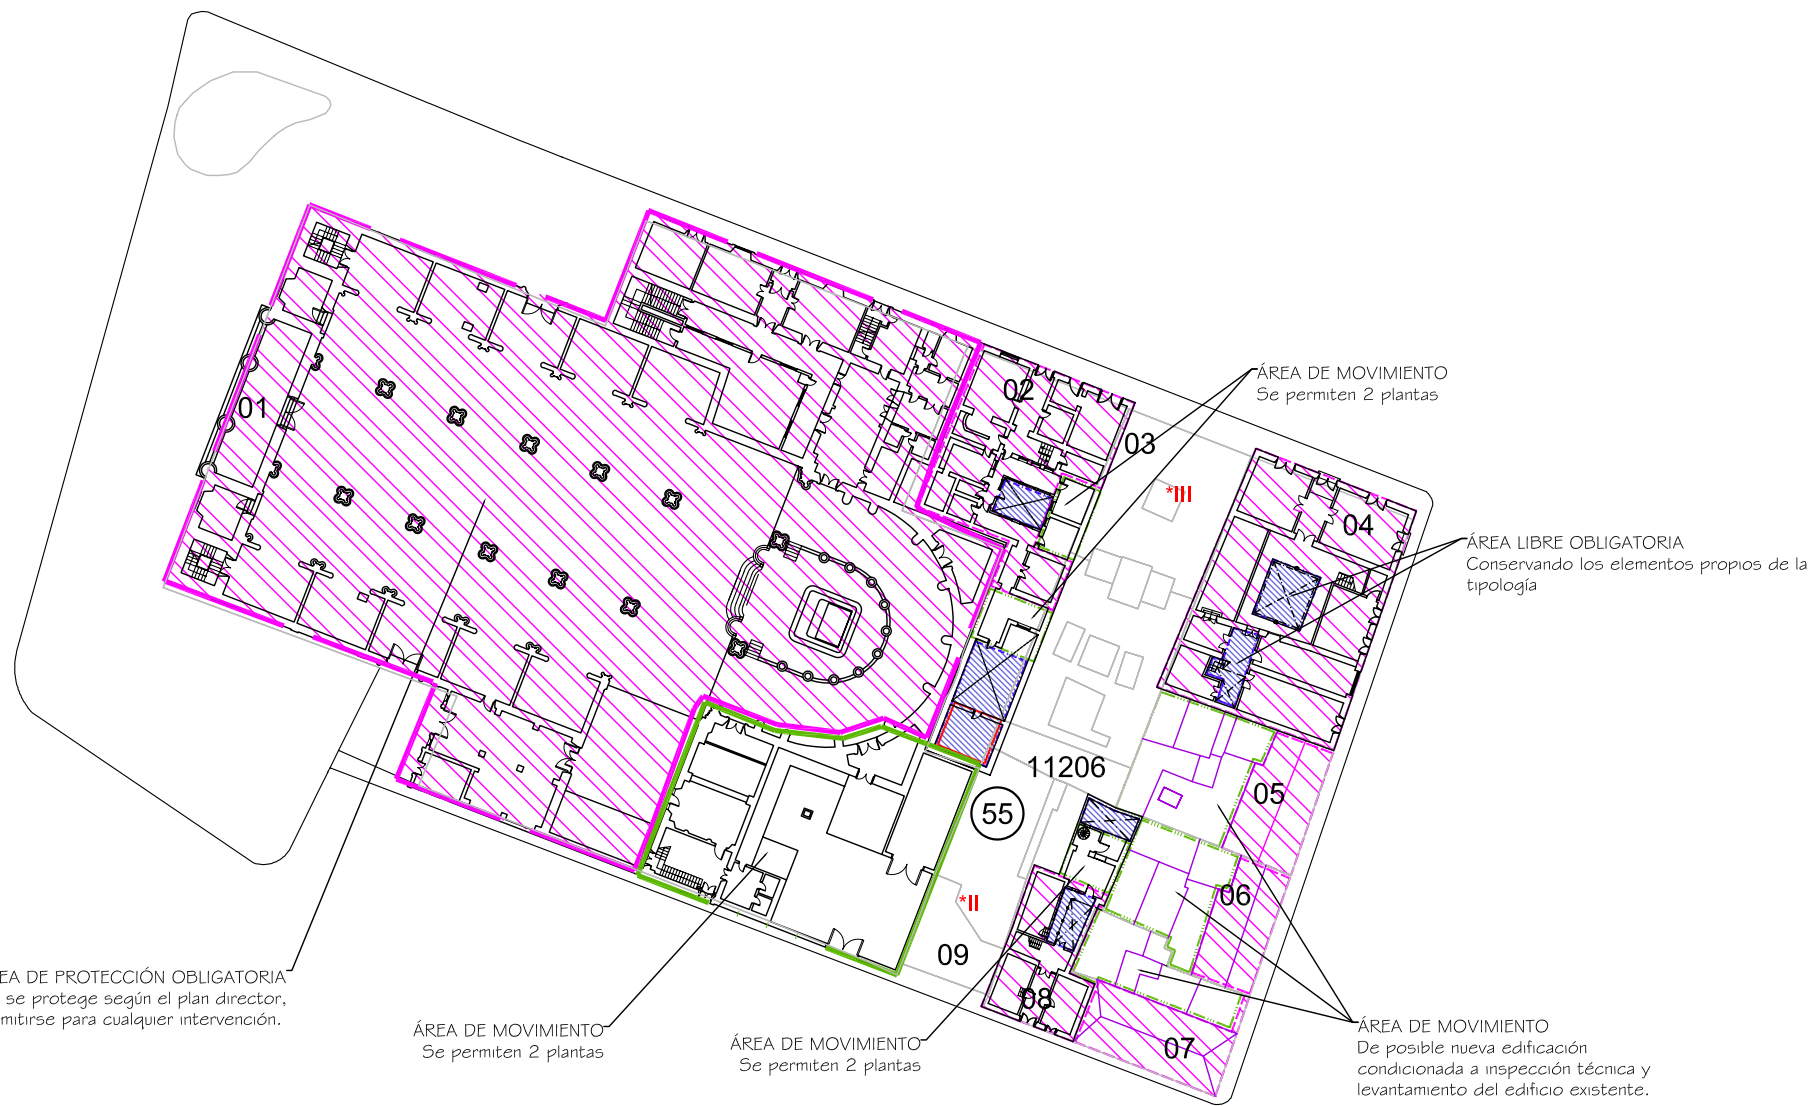 01
02
ÁREA DE MOVIMIENTO
Se permiten 2 plantas
03
*III
04
ÁREA LIBRE OBLIGATORIA
Conservando los elementos propios de la
tipología
11206
05
55
06
*II
09
08
07
EA DE PROTECCIÓN OBLIGATORIA
se protege según el plan director,
mitirse para cualquier intervención.
ÁREA DE MOVIMIENTO
Se permiten 2 plantas
ÁREA DE MOVIMIENTO
Se permiten 2 plantas
ÁREA DE MOVIMIENTO
De posible nueva edificación
condicionada a inspección técnica y
levantamiento del edificio existente.